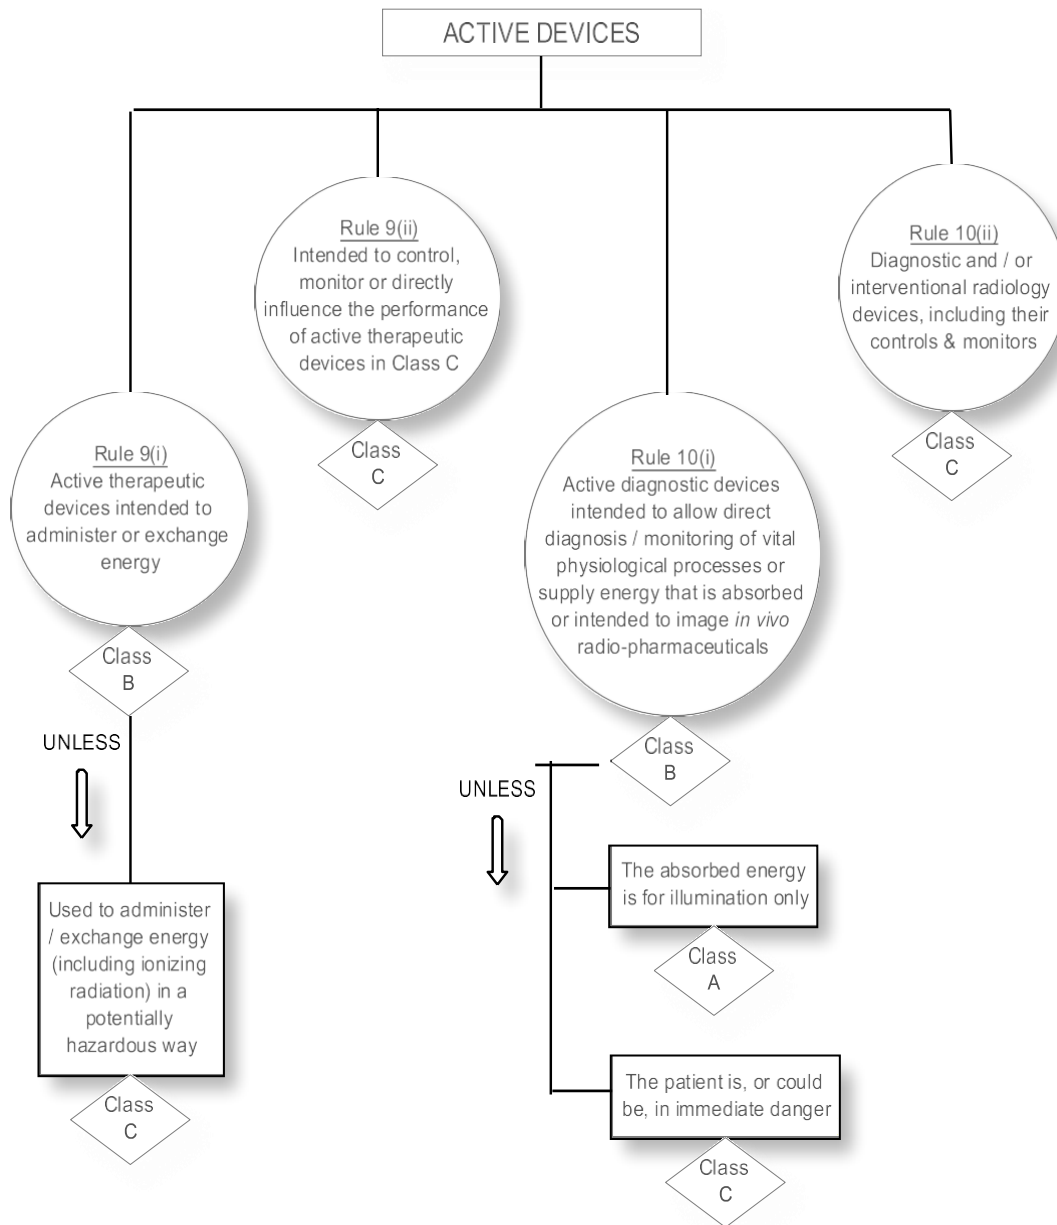 ACTIVE DEVICES
Rule 9(ii)
Intended to control,
monitor or directly
influence the performance
of active therapeutic
devices in Class C
Class
C
Rule 10(ii)
Diagnostic and / or
interventional radiology
devices, including their
controls & monitors
Class
C
Rule 9(i)
Active therapeutic
devices intended to
administer or exchange
energy
Class
B
UNLESS
Used to administer
/ exchange energy
(including ionizing
radiation) in a
potentially
hazardous way
Class
C
Rule 10(i)
Active diagnostic devices
intended to allow direct
diagnosis / monitoring of vital
physiological processes or
supply energy that is absorbed
or intended to image in vivo
radio-pharmaceuticals
Class
B
UNLESS
The absorbed energy
is for illumination only
Class
A
The patient is, or could
be, in immediate danger
Class
C